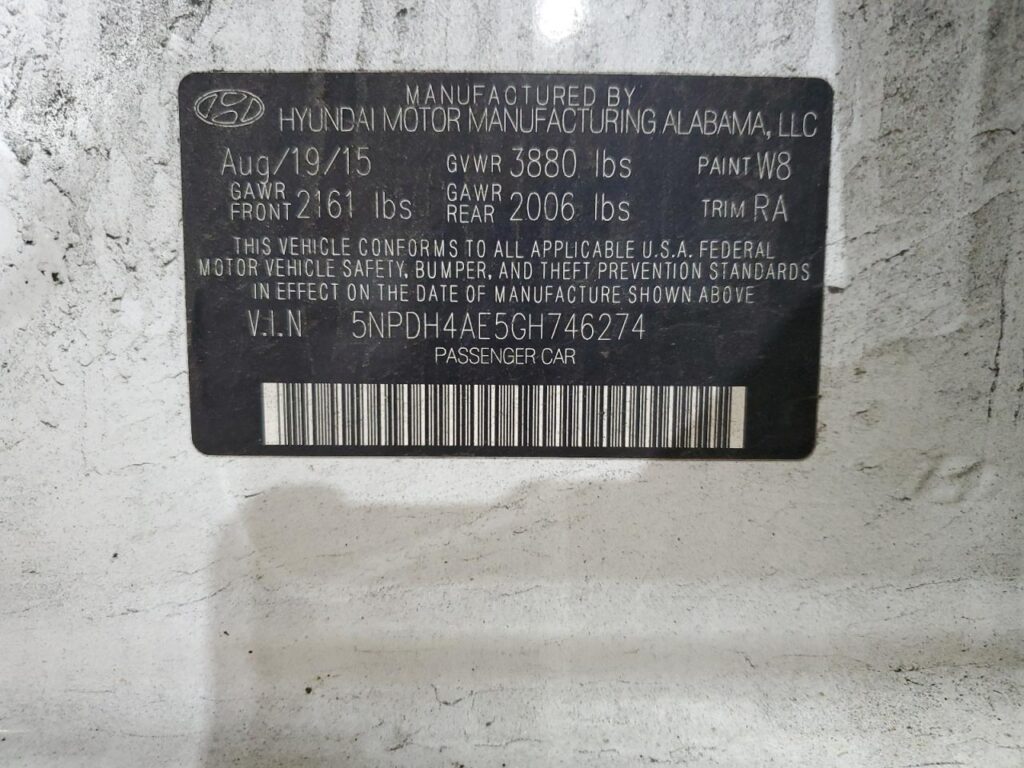 MANUFACTURED BY
HYUNDAI MOTOR MANUFACTURING ALABAMA, LLC
Aug/19/15 GVWR 3880 lbs PAINT W8
GAWR FRONT 2161 lbs GAWR REAR 2006 lbs TRIM RA
THIS VEHICLE CONFORMS TO ALL APPLICABLE U.S.A. FEDERAL
MOTOR VEHICLE SAFETY, BUMPER, AND THEFT PREVENTION STANDARDS
IN EFFECT ON THE DATE OF MANUFACTURE SHOWN ABOVE
V.I.N 5NPDH4AE5GH746274
PASSENGER CAR